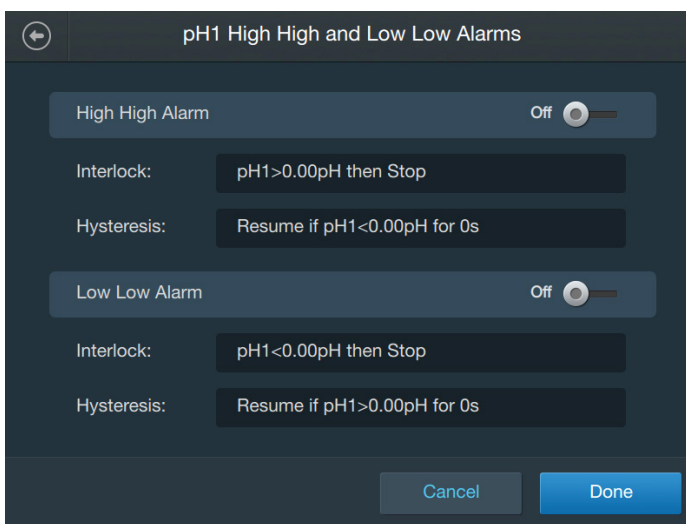 pH1 High High and Low Low Alarms
High High Alarm Off
Interlock: pH1>0.00pH then Stop
Hysteresis: Resume if pH1<0.00pH for 0s
Low Low Alarm Off
Interlock: pH1<0.00pH then Stop
Hysteresis: Resume if pH1>0.00pH for 0s
Cancel Done